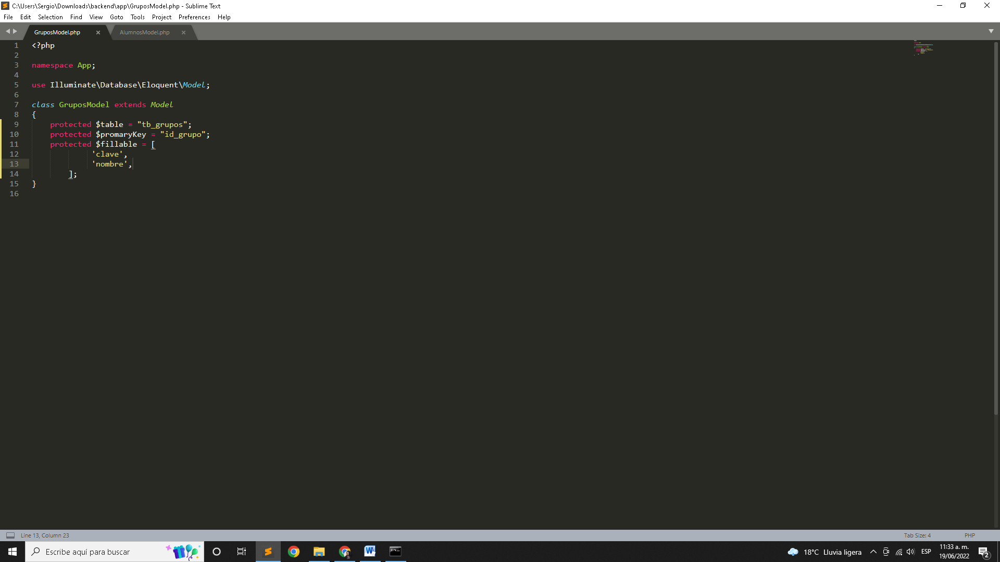 C:\Users\Sergio\Downloads\backend\app\GruposModel.php - Sublime Text
File Edit Selection Find View Goto Tools Project Preferences Help
GruposModel.php AlumnosModel.php
1 <?php
2
3 namespace App;
4
5 use Illuminate\Database\Eloquent\Model;
6
7 class GruposModel extends Model
8 {
9 protected $table = "tb_grupos";
10 protected $promaryKey = "id_grupo";
11 protected $fillable = [
12 'clave',
13 'nombre',
14 ];
15 }
16
Line 13, Column 23 Tab Size: 4 PHP
Escribe aquí para buscar 18°C Lluvia ligera ESP 11:33 a. m.
19/06/2022 2